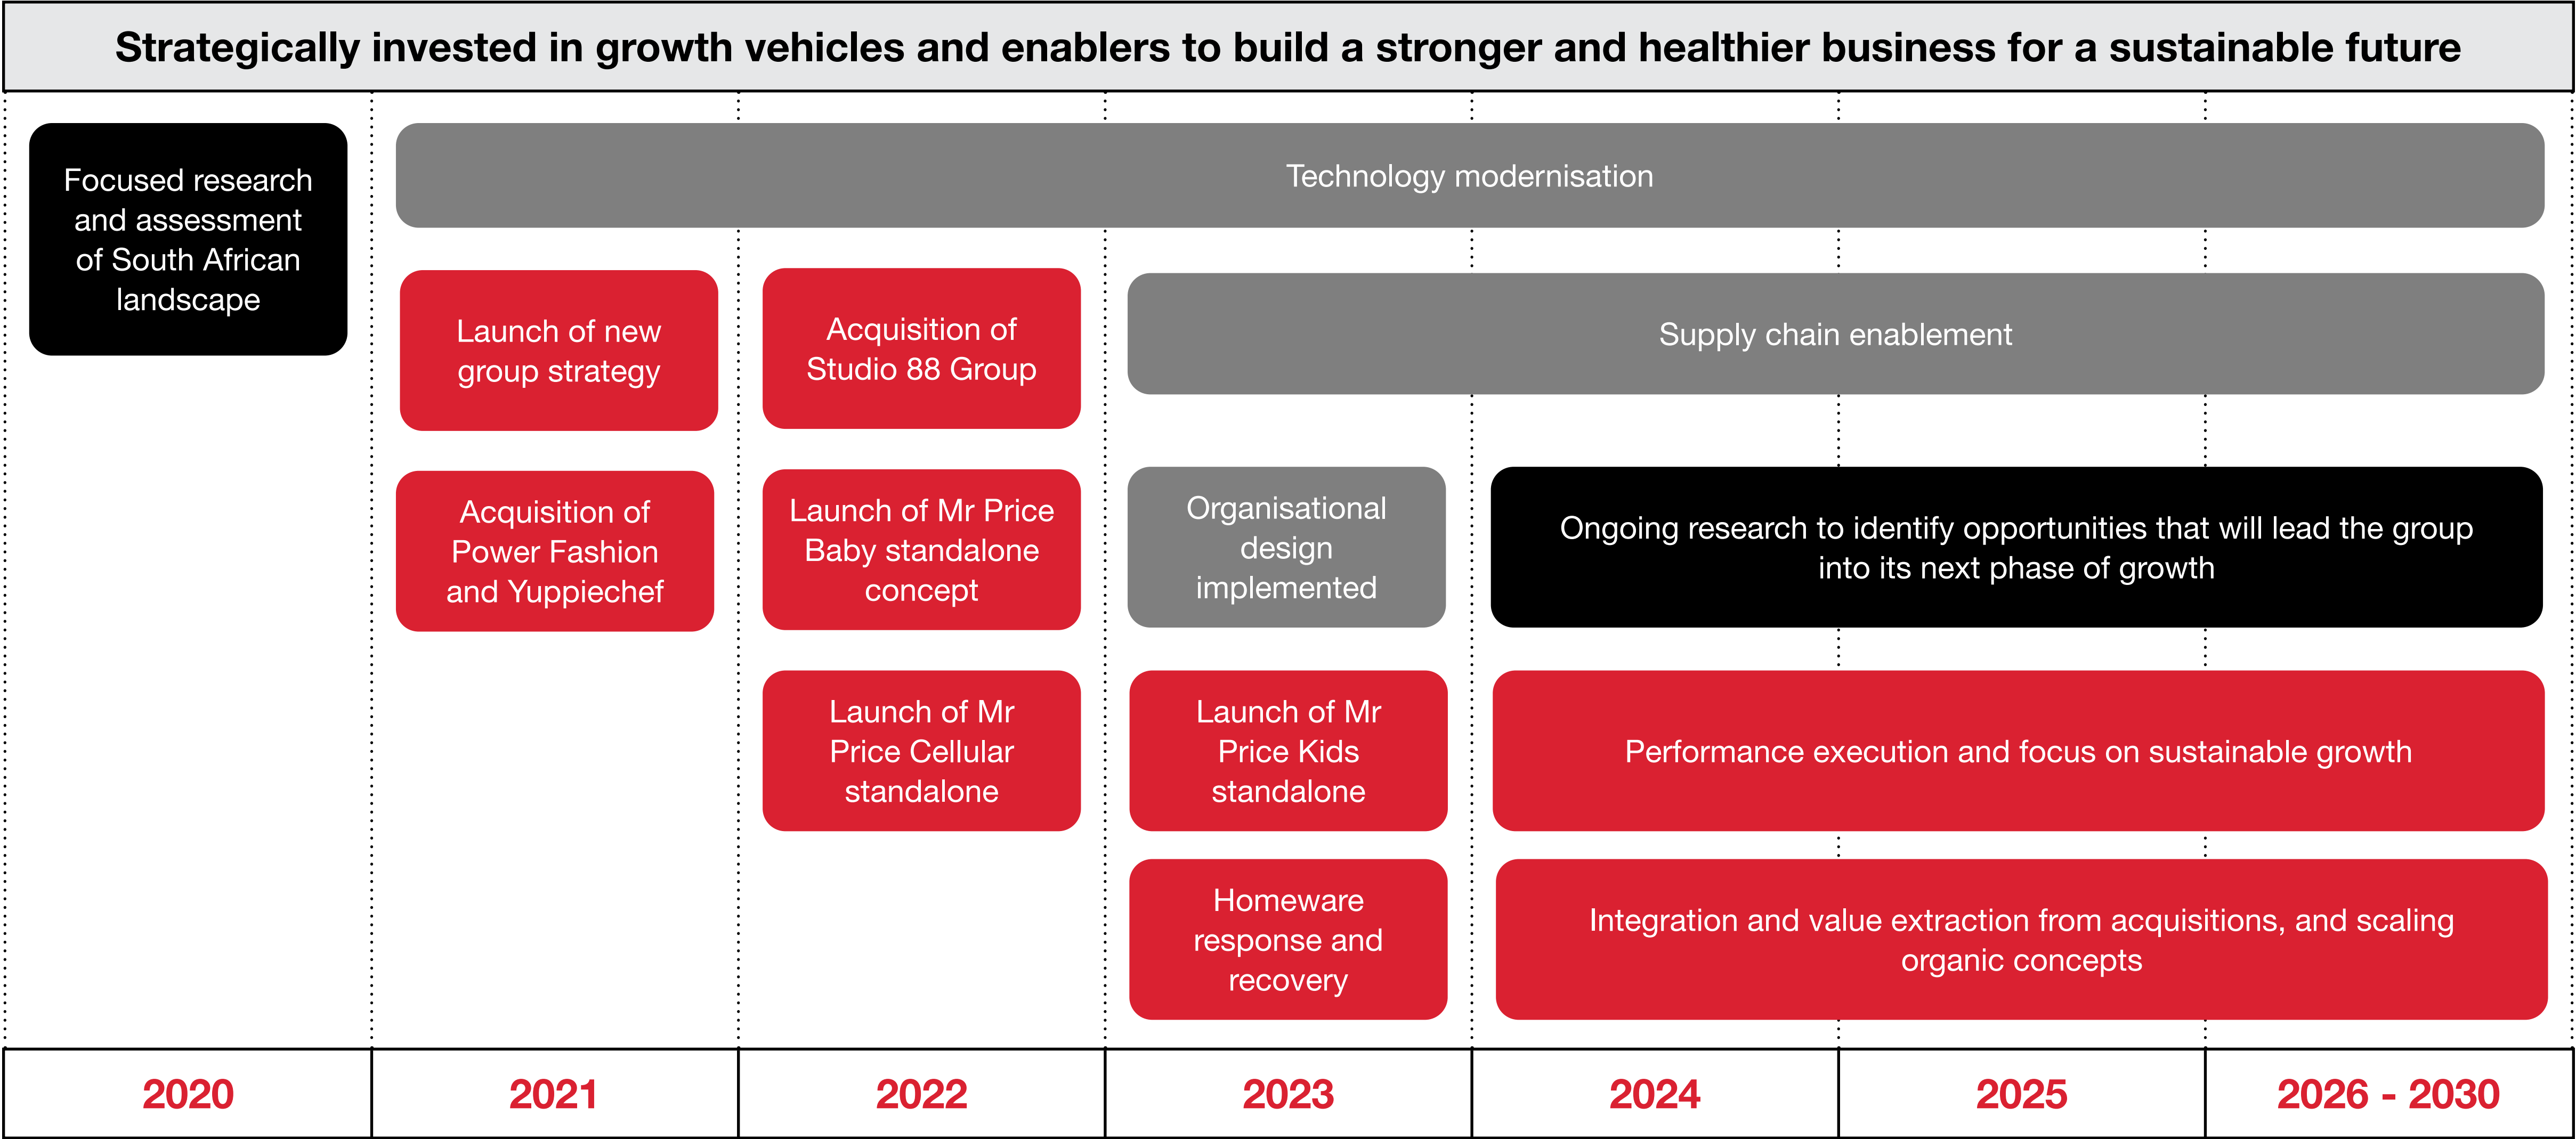 Strategically invested in growth vehicles and enablers to build a stronger and healthier business for a sustainable future
Focused research
and assessment
of South African
landscape
Technology modernisation
Launch of new
group strategy
Acquisition of
Studio 88 Group
Supply chain enablement
Acquisition of
Power Fashion
and Yuppiechef
Launch of Mr Price
Baby standalone
concept
Organisational
design
implemented
Ongoing research to identify opportunities that will lead the group
into its next phase of growth
Launch of Mr
Price Cellular
standalone
Launch of Mr
Price Kids
standalone
Performance execution and focus on sustainable growth
Homeware
response and
recovery
Integration and value extraction from acquisitions, and scaling
organic concepts
2020
2021
2022
2023
2024
2025
2026 - 2030